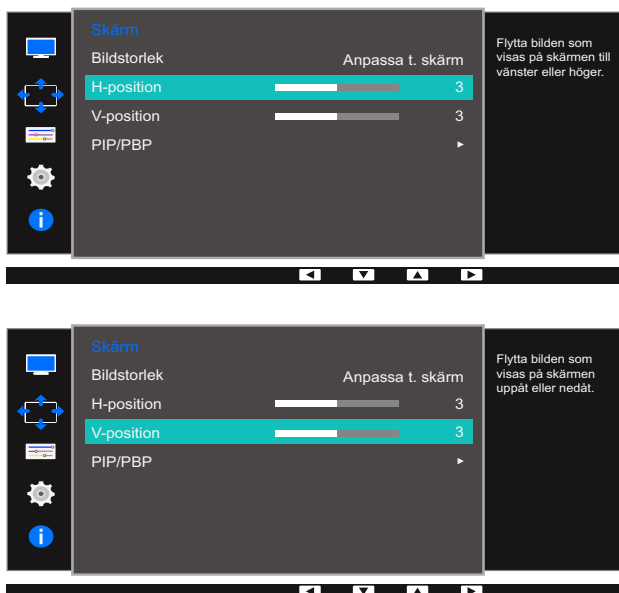 Skärm
Bildstorlek Anpassa t. skärm
H-position 3
V-position 3
PIP/PBP
Flytta bilden som
visas på skärmen till
vänster eller höger.
i
Skärm
Bildstorlek Anpassa t. skärm
H-position 3
V-position 3
PIP/PBP
Flytta bilden som
visas på skärmen
uppåt eller nedåt.
i